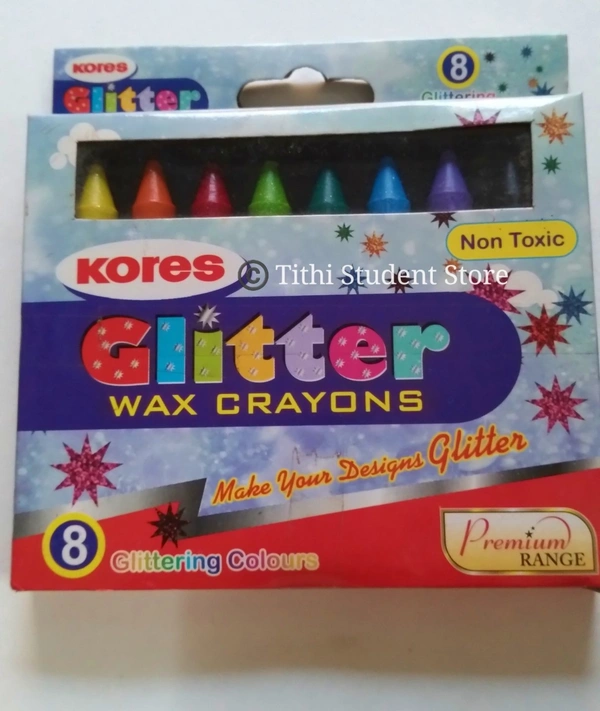 KORES
Glitter
8
Glittering
Non Toxic
KORES
© Tithi Student Store
Glitter
WAX CRAYONS
Make Your Designs Glitter
8
Glittering Colours
Premium
RANGE